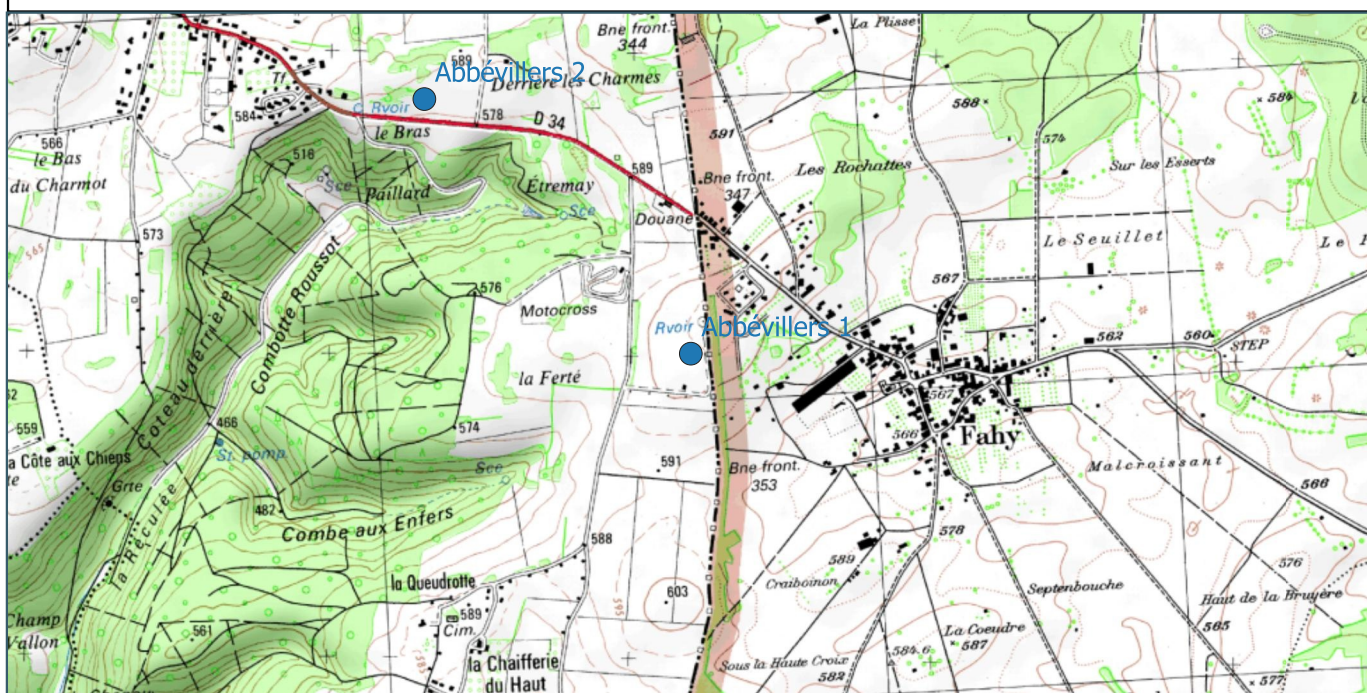 La Plisse
Bne front.
344
589
Abbévillers 2
Derrière les Charmes
Tf
C. Rvoir
584
578
D 34
588
584
591
574
le Bras
566
le Bas
du Charmot
516
Sce
Paillard
Étremay
Sce
589
Bne front.
347
Les Rochattes
Sur les Esserts
Douane
573
565
Le Seuillet
Combotte Roussot
576
567
Motocross
Rvoir
Abbévillers 1
562
560
STEP
Coteau derrière
la Ferté
567
559
466
574
566
Fahy
St. pomp.
a Côte aux Chiens
Grte
Sce
591
Bne front.
353
Malcroissant
566
la Réculée
482
Combe aux Enfers
578
588
589
576
la Queudrotte
Craiboinon
Septenbouche
603
595
Haut de la Bruyère
589
Cim.
Champ
Vallon
561
585
La Coeudre
587
565
584.6
la Chaifferie
du Haut
Sous la Haute Croix
582
577